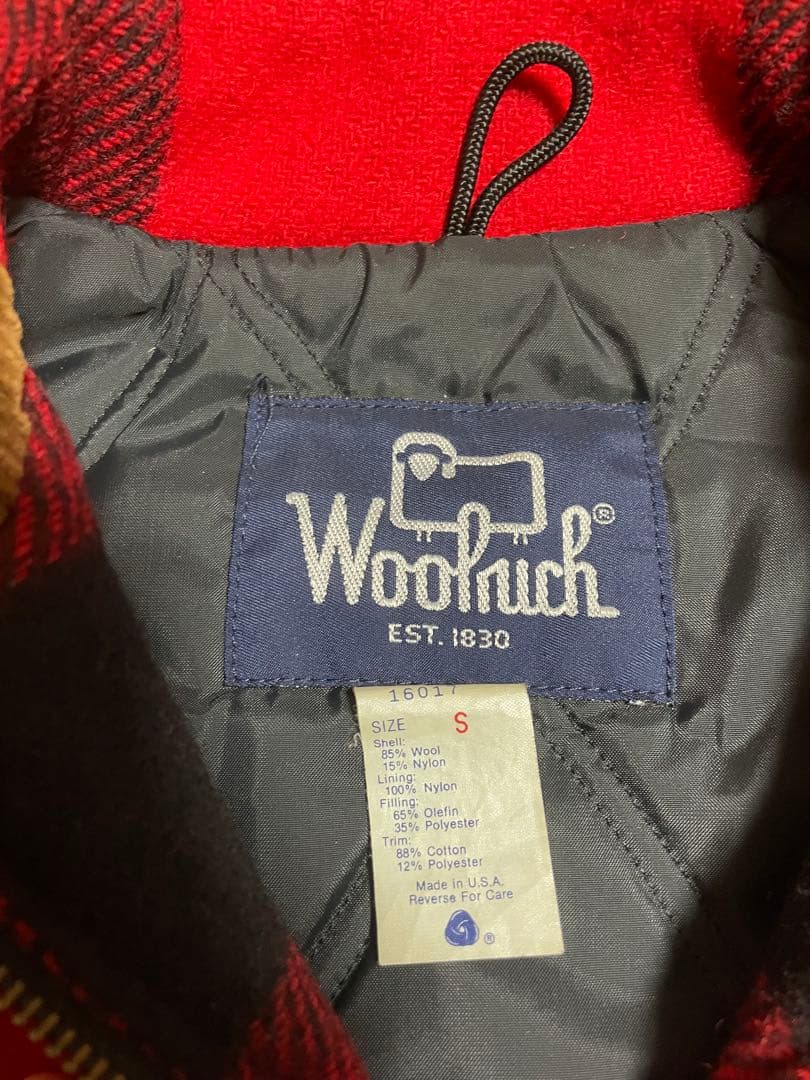 Woolrich®
EST. 1830
16017
SIZE S
Shell:
85% Wool
15% Nylon
Lining:
100% Nylon
Filling:
65% Olefin
35% Polyester
Trim:
88% Cotton
12% Polyester
Made in U.S.A.
Reverse For Care
®